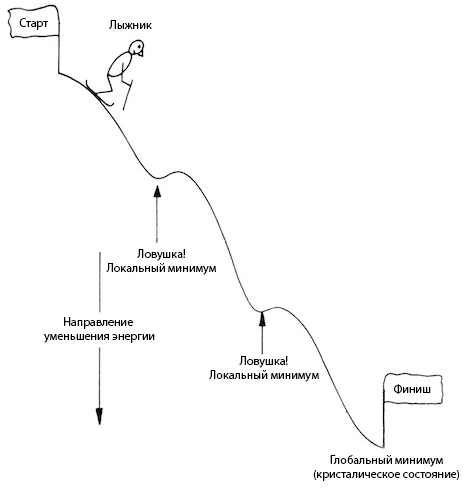 Старт
Лыжник
Ловушка!
Локальный минимум
Направление
уменьшения энергии
Ловушка!
Локальный минимум
Финиш
Глобальный минимум
(кристалическое состояние)